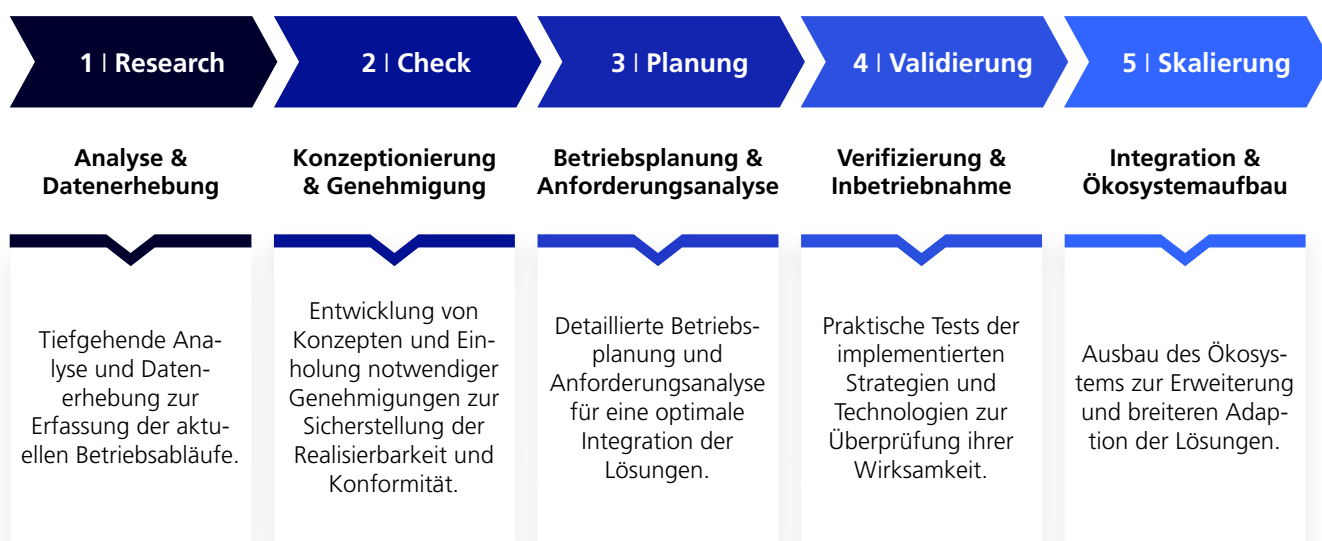 1 | Research
2 | Check
3 | Planung
4 | Validierung
5 | Skalierung
Analyse &
Datenerhebung
Konzeptionierung
& Genehmigung
Betriebsplanung &
Anforderungsanalyse
Verifizierung &
Inbetriebnahme
Integration &
Ökosystemaufbau
Tiefgehende Ana-
lyse und Daten-
erhebung zur
Erfassung der aktu-
ellen Betriebsabläufe.
Entwicklung von
Konzepten und Ein-
holung notwendiger
Genehmigungen zur
Sicherstellung der
Realisierbarkeit und
Konformität.
Detaillierte Betriebs-
planung und
Anforderungsanalyse
für eine optimale
Integration der
Lösungen.
Praktische Tests der
implementierten
Strategien und
Technologien zur
Überprüfung ihrer
Wirksamkeit.
Ausbau des Ökosys-
tems zur Erweiterung
und breiteren Adap-
tion der Lösungen.